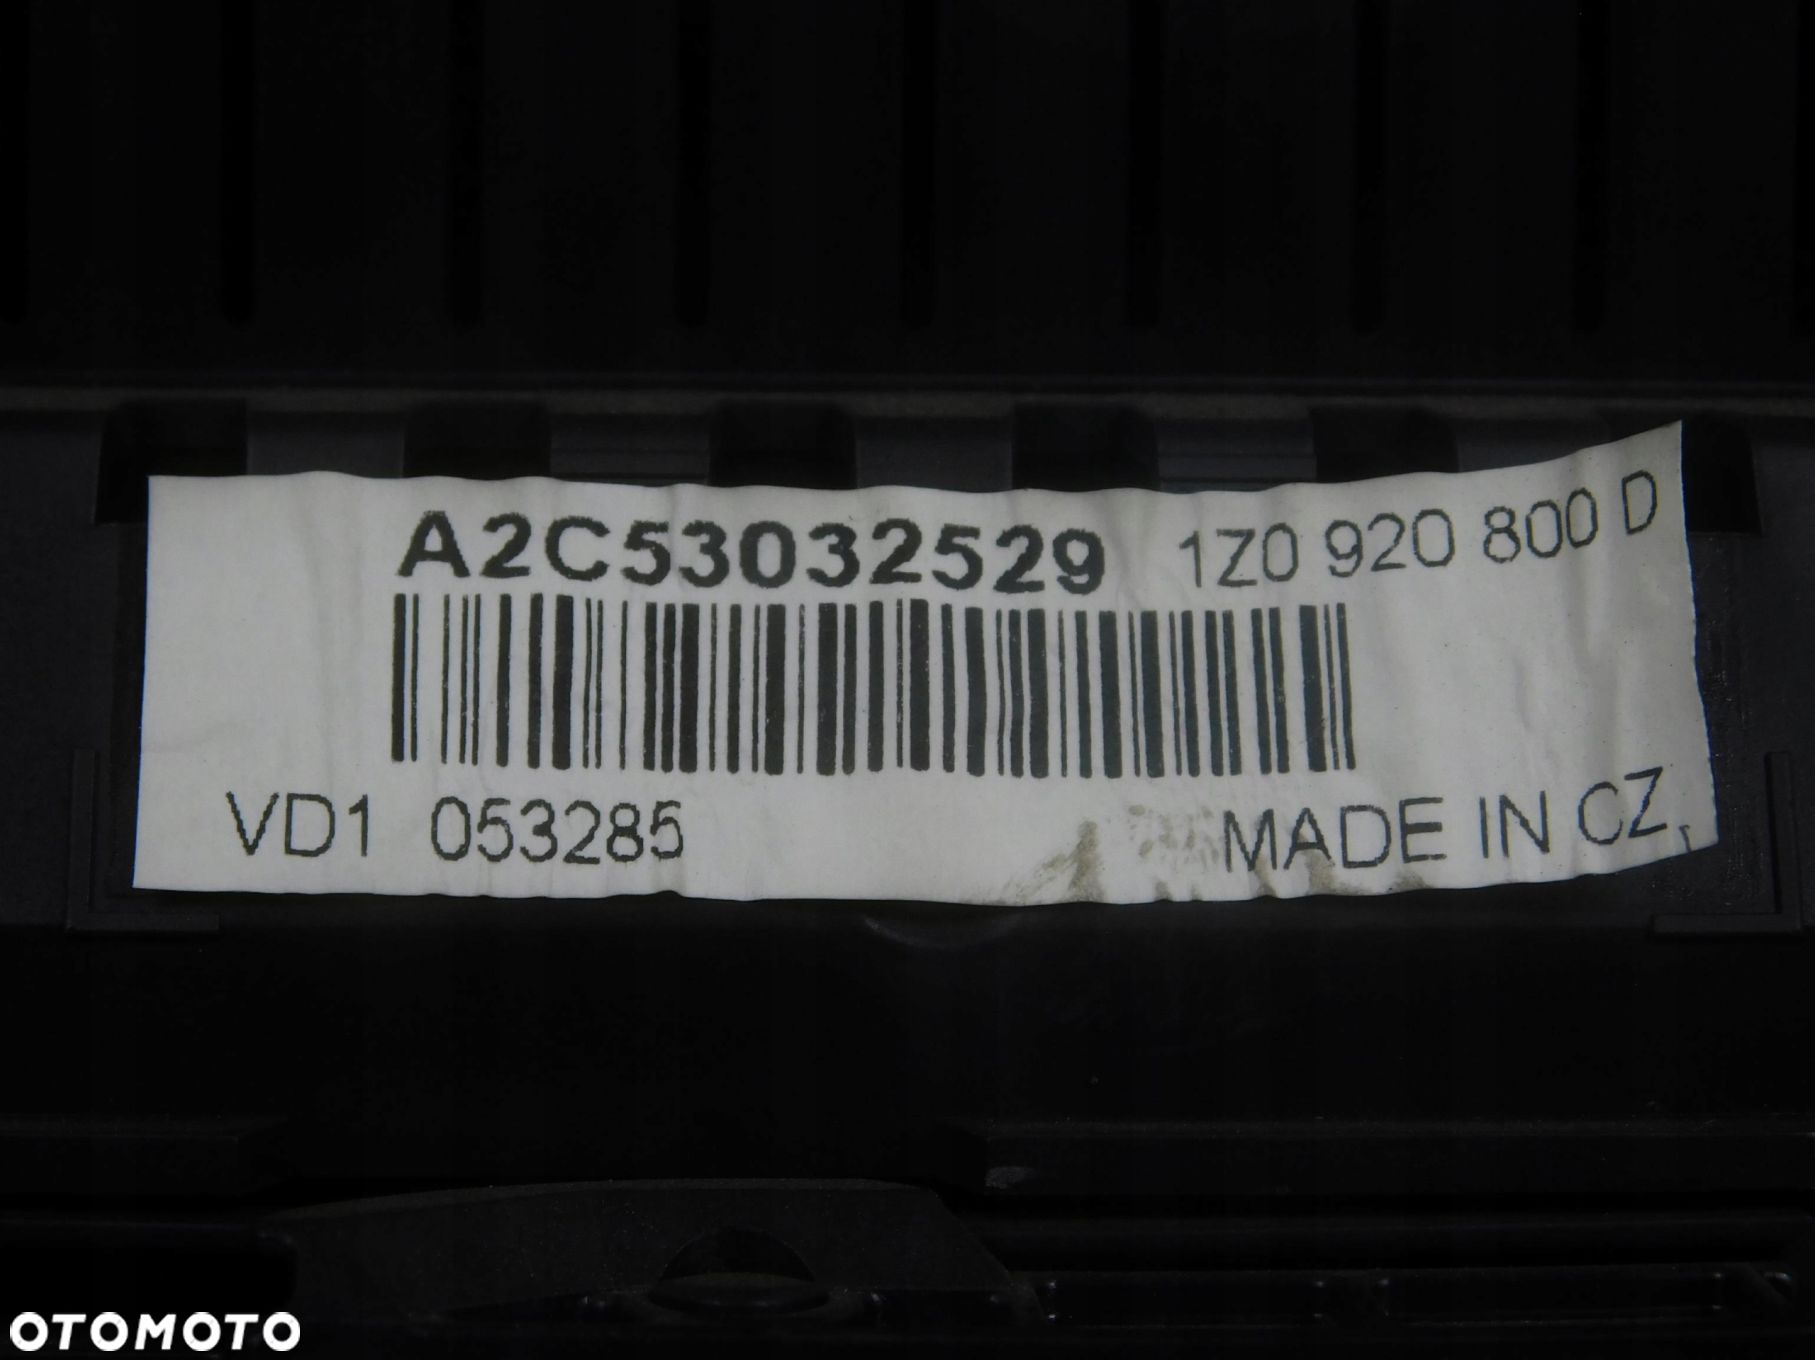 A2C53032529 1Z0 920 800 D
VD1 053285 MADE IN CZ
OTOMOTO